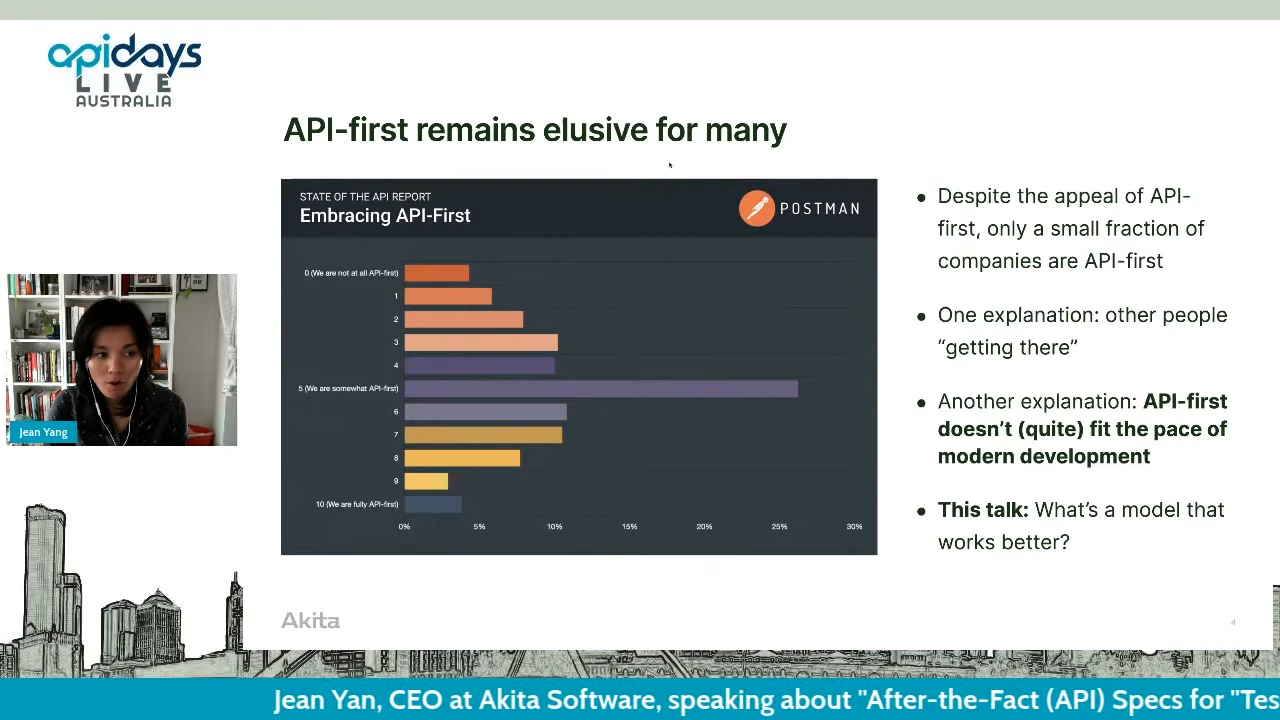 apidays
LIVE
AUSTRALIA
API-first remains elusive for many
STATE OF THE API REPORT
Embracing API-First
POSTMAN
0 (We are not at all API-first)
1
2
3
4
5 (We are somewhat API-first)
6
7
8
9
10 (We are fully API-first)
0%
5%
10%
15%
20%
25%
30%
● Despite the appeal of API-
first, only a small fraction of
companies are API-first
● One explanation: other people
“getting there”
● Another explanation: API-first
doesn’t (quite) fit the pace of
modern development
● This talk: What’s a model that
works better?
Jean Yang
Akita
4
Jean Yan, CEO at Akita Software, speaking about "After-the-Fact (API) Specs for "Tes